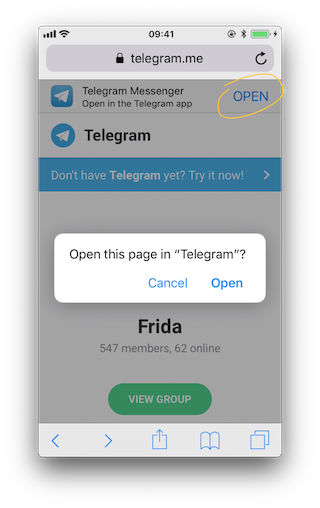 09:41
telegram.me
Telegram Messenger
OPEN
Open in the Telegram app
Telegram
Don't have Telegram yet? Try it now!
Open this page in “Telegram”?
Cancel Open
Frida
547 members, 62 online
VIEW GROUP